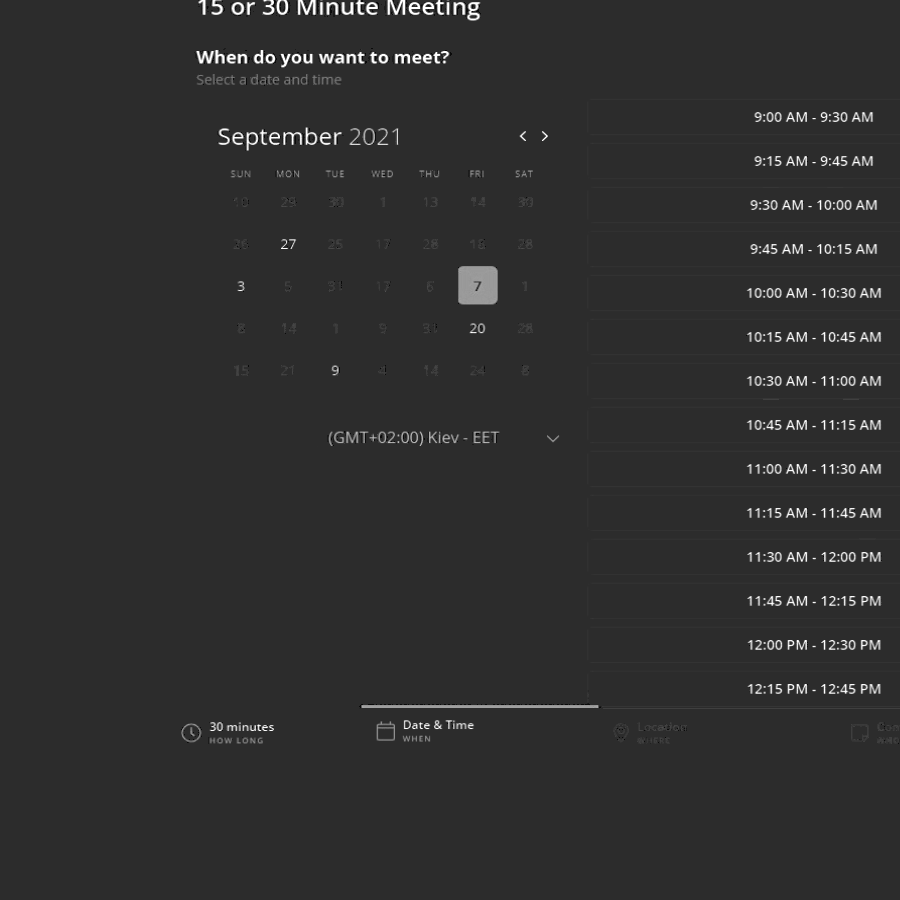 15 or 30 Minute Meeting
When do you want to meet?
Select a date and time
September 2021
SUN MON TUE WED THU FRI SAT
29 30 1 13 14 30
26 27 25 17 28 28
3 5 31 17 6 7 1
8 14 1 9 31 20 28
15 21 9 4 14 24 8
(GMT+02:00) Kiev - EET
9:00 AM - 9:30 AM
9:15 AM - 9:45 AM
9:30 AM - 10:00 AM
9:45 AM - 10:15 AM
10:00 AM - 10:30 AM
10:15 AM - 10:45 AM
10:30 AM - 11:00 AM
10:45 AM - 11:15 AM
11:00 AM - 11:30 AM
11:15 AM - 11:45 AM
11:30 AM - 12:00 PM
11:45 AM - 12:15 PM
12:00 PM - 12:30 PM
12:15 PM - 12:45 PM
30 minutes
HOW LONG
Date & Time
WHEN
Location
WHERE